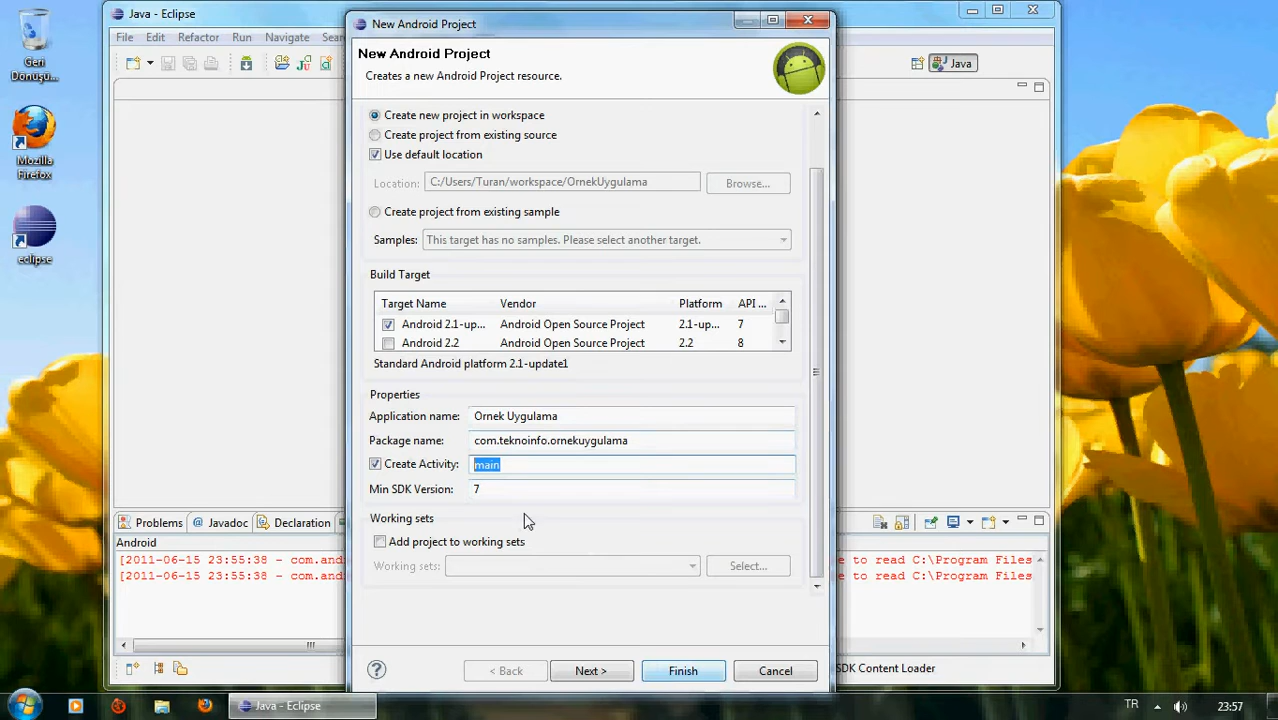 Java - Eclipse
New Android Project
File Edit Refactor Run Navigate Sear
Geri
Dönüşü...
New Android Project
Creates a new Android Project resource.
Java
Create new project in workspace
Create project from existing source
Use default location
Mozilla
Firefox
Location: C:/Users/Turan/workspace/OrnekUygulama Browse...
Create project from existing sample
Samples: This target has no samples. Please select another target.
eclipse
Build Target
Target Name Vendor Platform API ...
Android 2.1-up... Android Open Source Project 2.1-up... 7
Android 2.2 Android Open Source Project 2.2 8
Standard Android platform 2.1-update1
Properties
Application name: Ornek Uygulama
Package name: com.teknoinfo.ornekuygulama
Create Activity: main
Min SDK Version: 7
Working sets
Problems @ Javadoc Declaration
Add project to working sets
Android
[2011-06-15 23:55:38 - com.and
e to read C:\Program Files
Working sets: Select...
[2011-06-15 23:55:38 - com.and
e to read C:\Program Files
< Back Next > Finish Cancel
SDK Content Loader
Java - Eclipse
TR 23:57